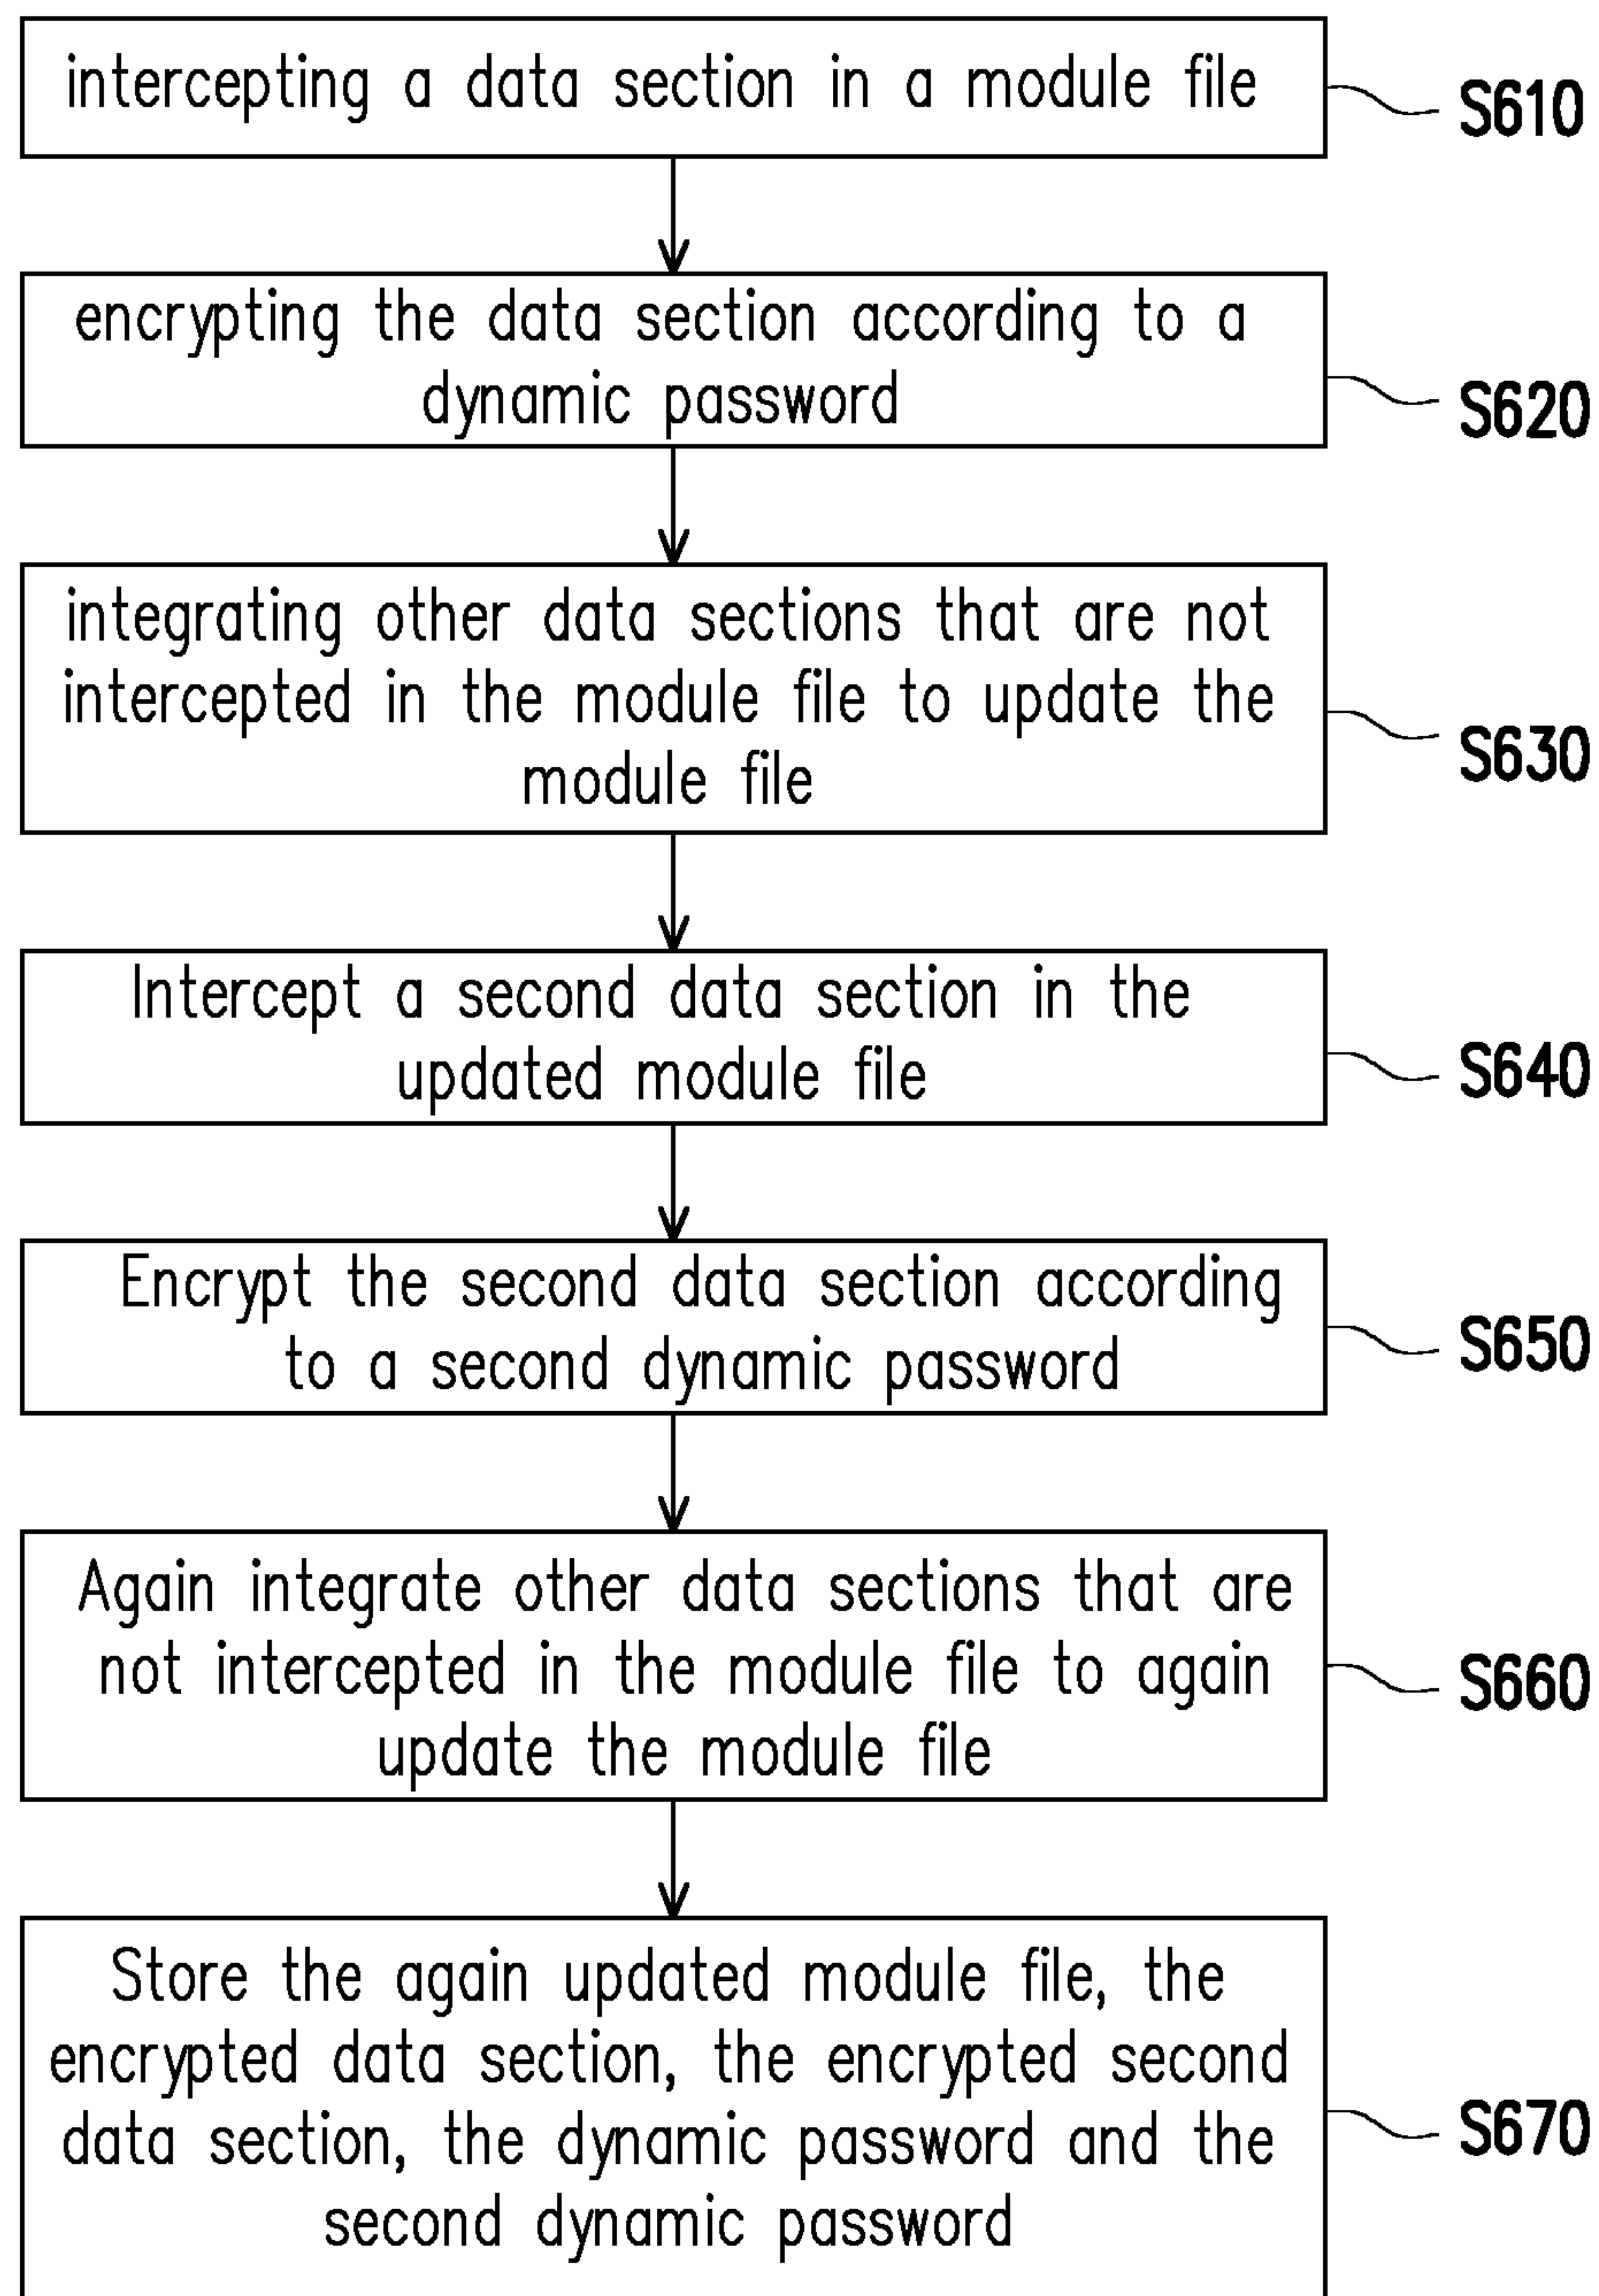 intercepting a data section in a module file
S610
encrypting the data section according to a
dynamic password
S620
integrating other data sections that are not
intercepted in the module file to update the
module file
S630
Intercept a second data section in the
updated module file
S640
Encrypt the second data section according
to a second dynamic password
S650
Again integrate other data sections that are
not intercepted in the module file to again
update the module file
S660
Store the again updated module file, the
encrypted data section, the encrypted second
data section, the dynamic password and the
second dynamic password
S670